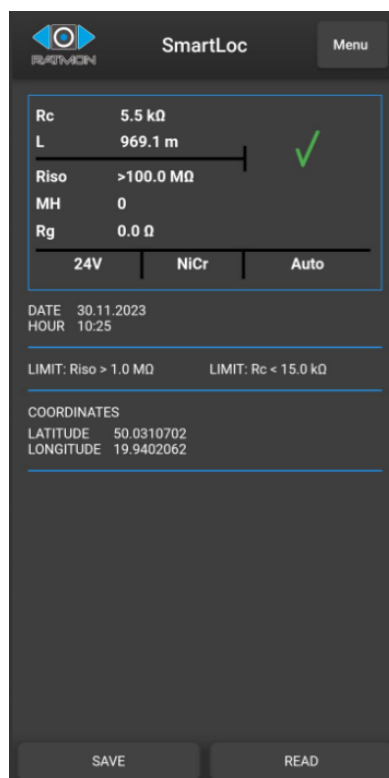 RATMON
SmartLoc
Menu
Rc 5.5 kΩ
L 969.1 m
Riso >100.0 MΩ
MH 0
Rg 0.0 Ω
24V NiCr Auto
DATE 30.11.2023
HOUR 10:25
LIMIT: Riso > 1.0 MΩ LIMIT: Rc < 15.0 kΩ
COORDINATES
LATITUDE 50.0310702
LONGITUDE 19.9402062
SAVE READ